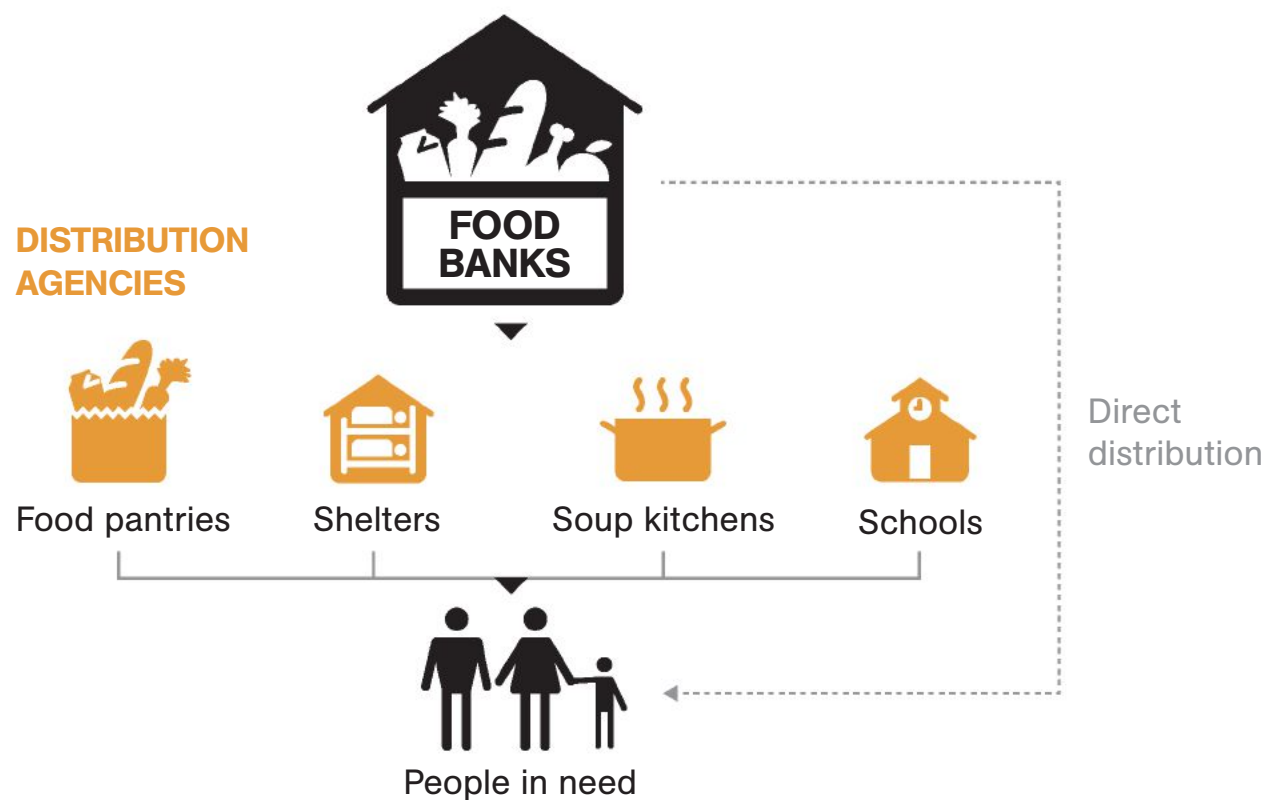 FOOD
BANKS
DISTRIBUTION
AGENCIES
Food pantries
Shelters
Soup kitchens
Schools
Direct
distribution
People in need